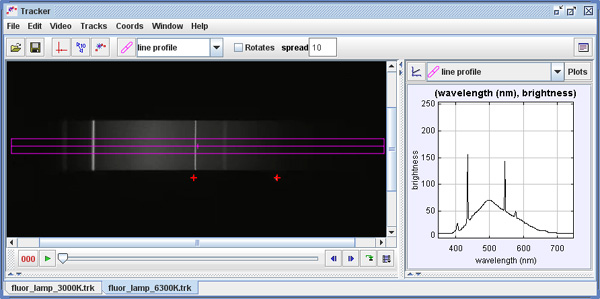 Tracker
File Edit Video Tracks Coords Window Help
line profile Rotates spread 10
line profile Plots
(wavelength (nm), brightness)
250
200
150
100
50
0
brightness
400 500 600 700
wavelength (nm)
000
fluor_lamp_3000K.trk fluor_lamp_6300K.trk